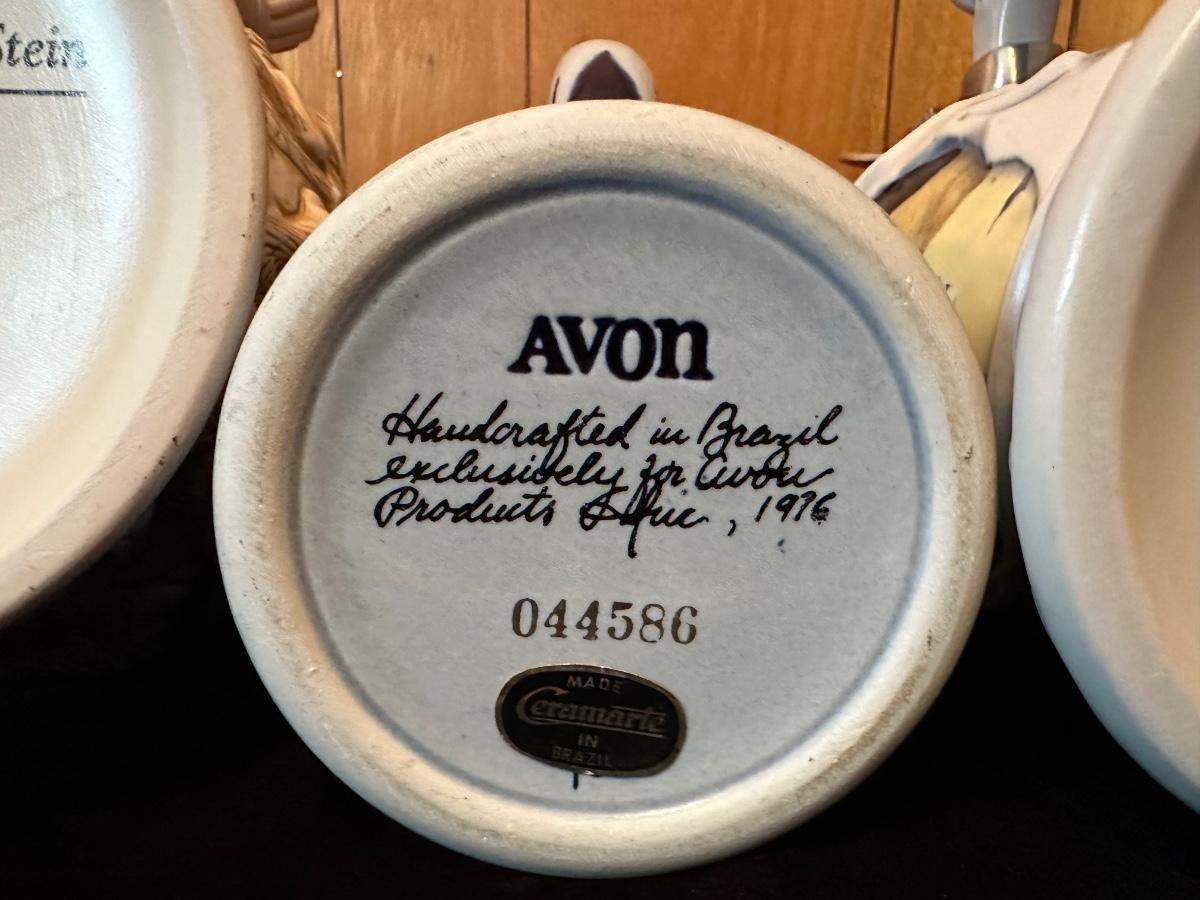 Stein
AVON
Handcrafted in Brazil
exclusively for Avon
Products Inc., 1976
044586
MADE
Ceramarte
IN
BRAZIL